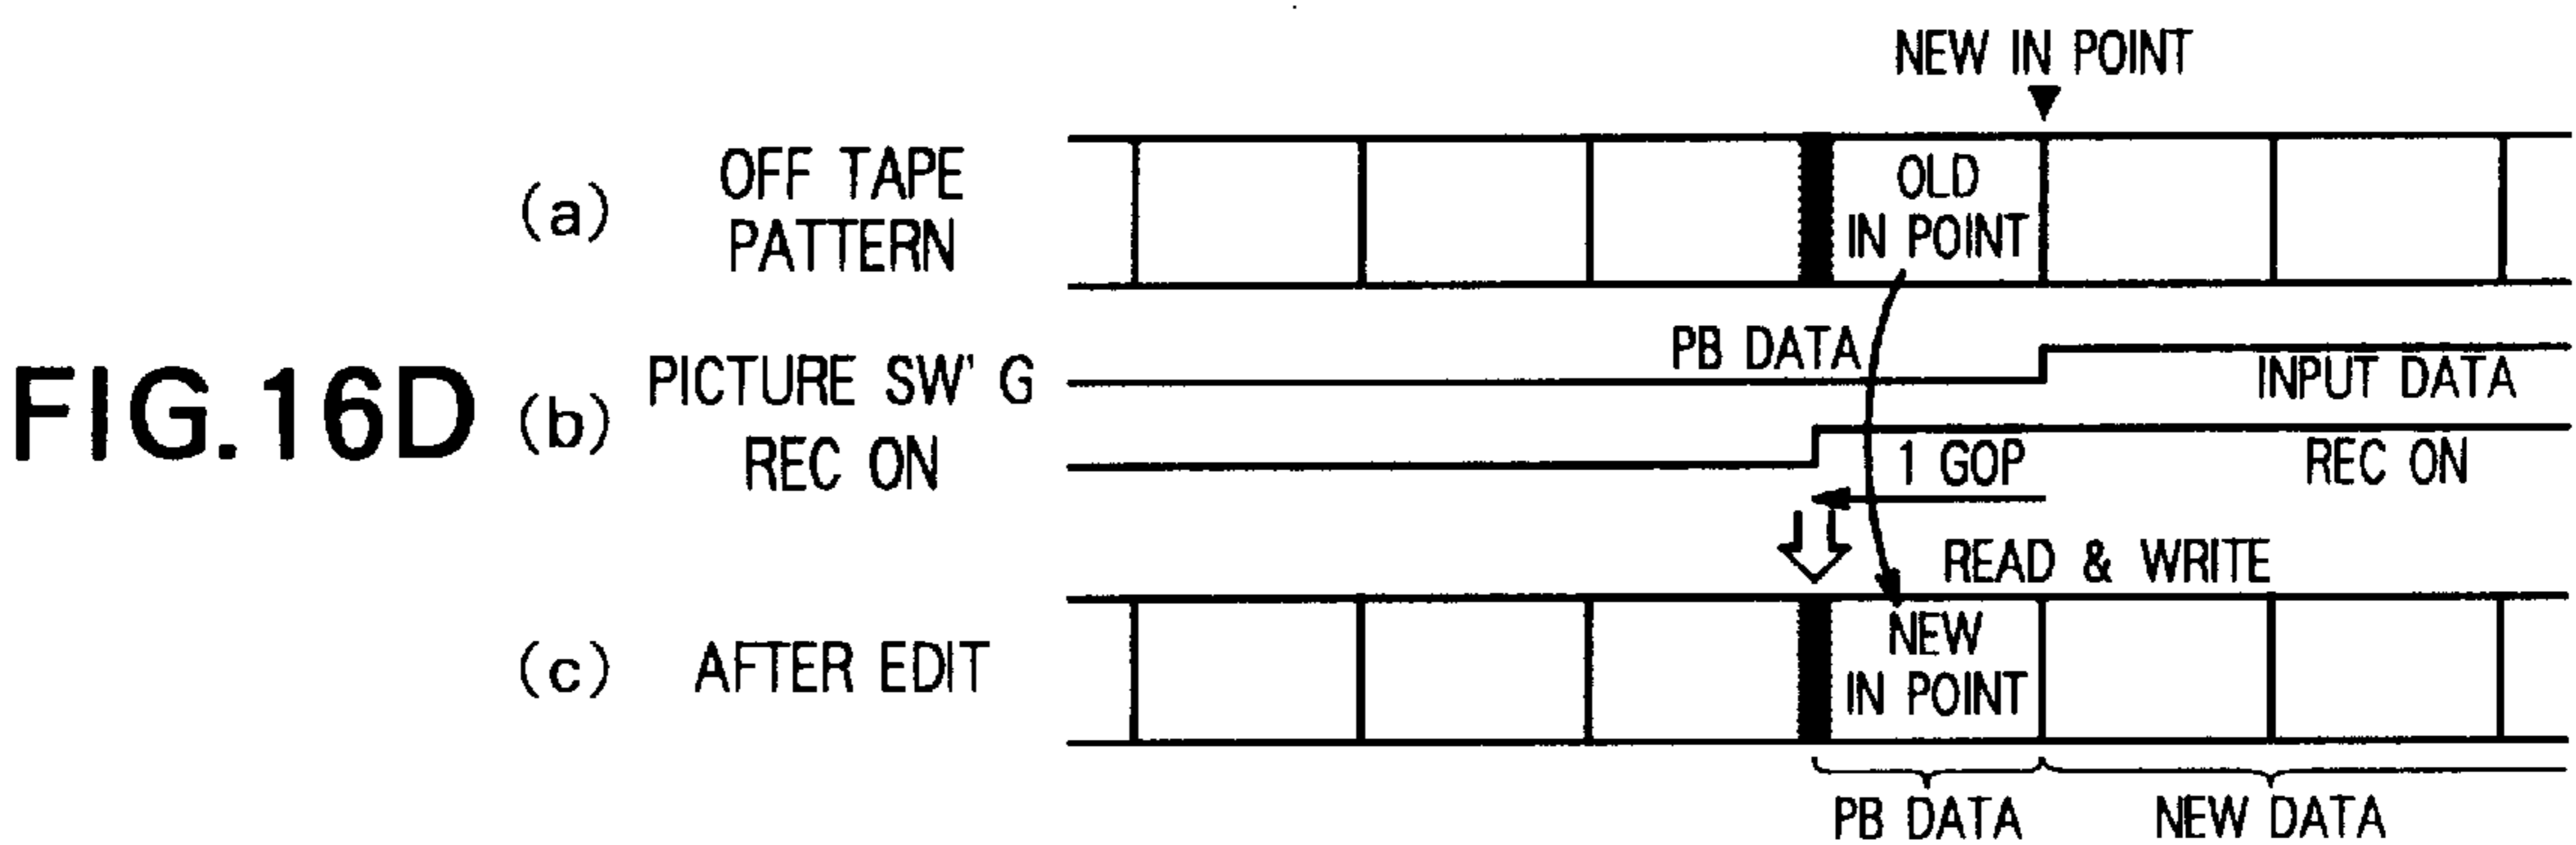 NEW IN POINT
(a) OFF TAPE
PATTERN
OLD
IN POINT
FIG.16D
(b) PICTURE SW' G
REC ON
PB DATA
INPUT DATA
1 GOP
REC ON
READ & WRITE
(c) AFTER EDIT
NEW
IN POINT
PB DATA
NEW DATA